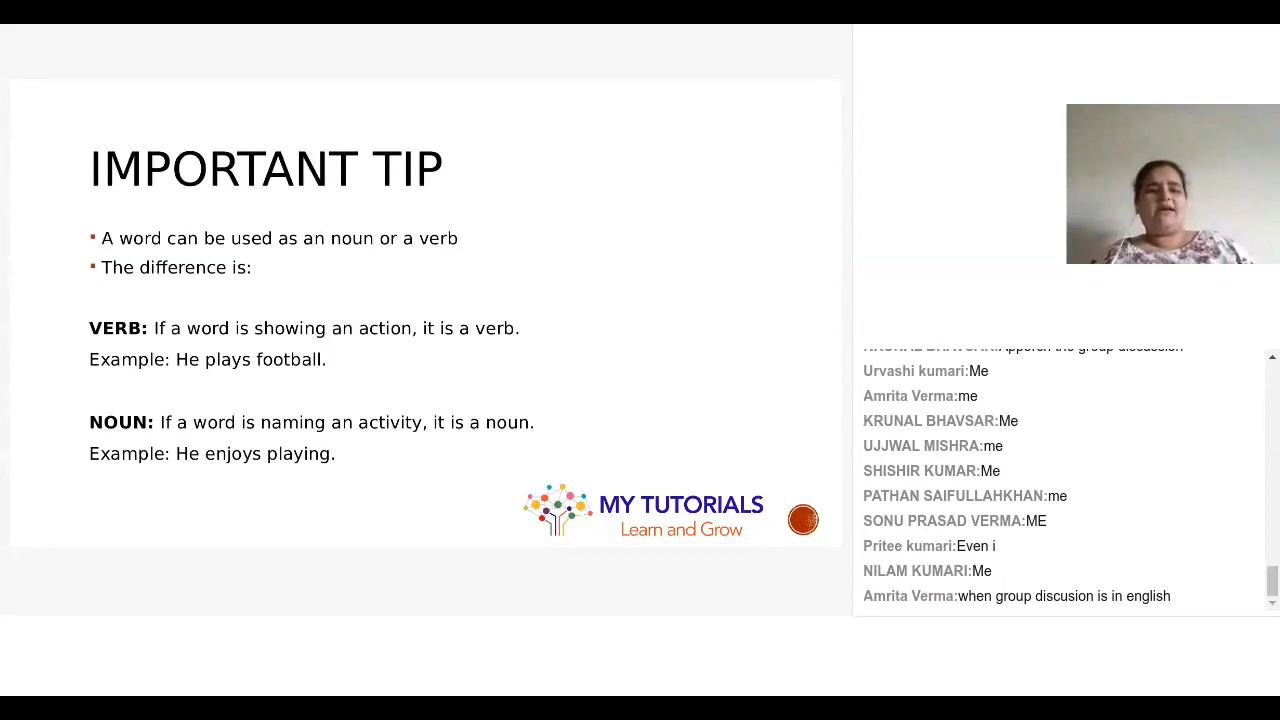 IMPORTANT TIP
A word can be used as an noun or a verb
The difference is:
VERB: If a word is showing an action, it is a verb.
Example: He plays football.
NOUN: If a word is naming an activity, it is a noun.
Example: He enjoys playing.
MY TUTORIALS
Learn and Grow
Urvashi kumari:Me
Amrita Verma:me
KRUNAL BHAVSAR:Me
UJJWAL MISHRA:me
SHISHIR KUMAR:Me
PATHAN SAIFULLAHKHAN:me
SONU PRASAD VERMA:ME
Pritee kumari:Even i
NILAM KUMARI:Me
Amrita Verma:when group discusion is in english